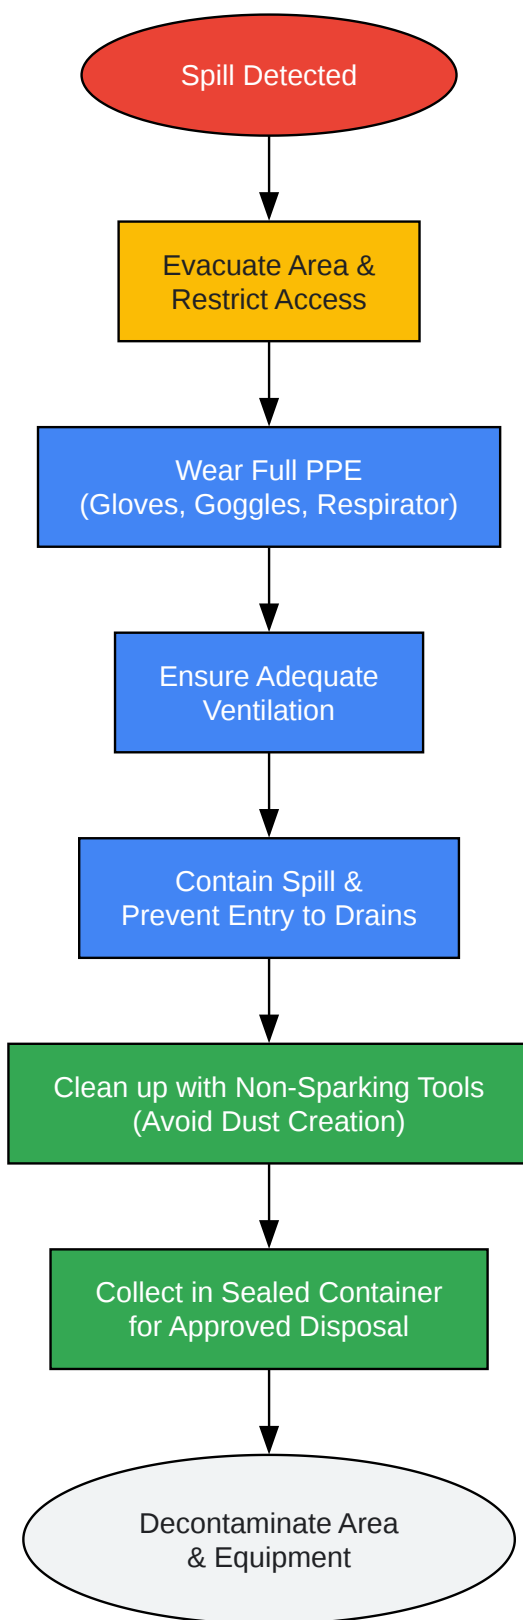 Spill Detected
Evacuate Area &
Restrict Access
Wear Full PPE
(Gloves, Goggles, Respirator)
Ensure Adequate
Ventilation
Contain Spill &
Prevent Entry to Drains
Clean up with Non-Sparking Tools
(Avoid Dust Creation)
Collect in Sealed Container
for Approved Disposal
Decontaminate Area
& Equipment